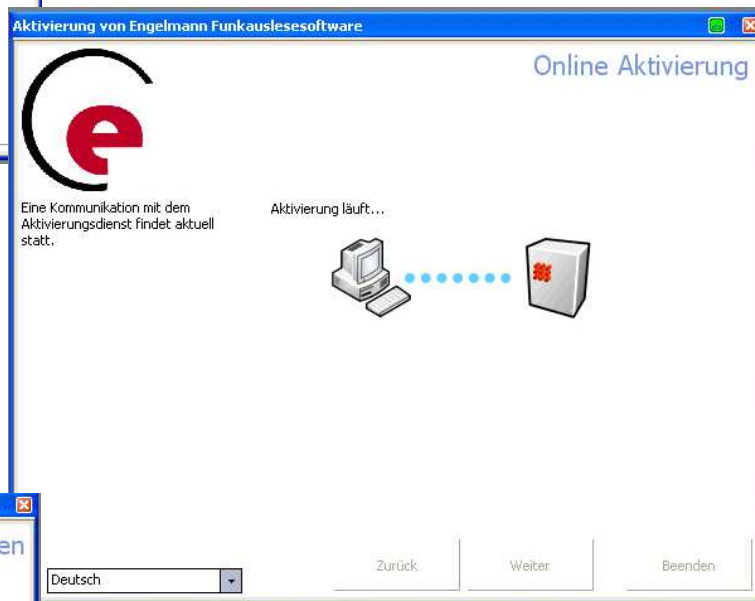 Aktivierung von Engelmann Funkauslesesoftware
Online Aktivierung
e
Eine Kommunikation mit dem
Aktivierungsdienst findet aktuell
statt.
Aktivierung läuft...
en
Deutsch
Zurück
Weiter
Beenden